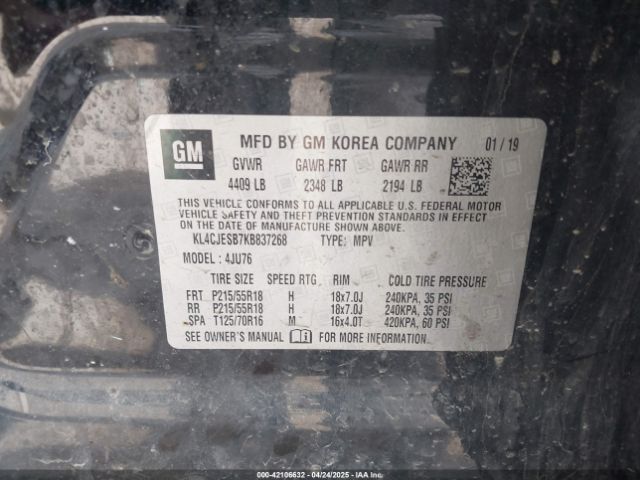 GM MFD BY GM KOREA COMPANY 01 / 19
GVWR GAWR FRT GAWR RR
4409 LB 2348 LB 2194 LB
THIS VEHICLE CONFORMS TO ALL APPLICABLE U.S. FEDERAL MOTOR
VEHICLE SAFETY AND THEFT PREVENTION STANDARDS IN EFFECT ON
THE DATE OF MANUFACTURE SHOWN ABOVE.
KL4CJESB7KB837268 TYPE: MPV
MODEL : 4JU76
TIRE SIZE SPEED RTG RIM COLD TIRE PRESSURE
FRT P215/55R18 H 18x7.0J 240KPA, 35 PSI
RR P215/55R18 H 18x7.0J 240KPA, 35 PSI
SPA T125/70R16 M 16x4.0T 420KPA, 60 PSI
SEE OWNER'S MANUAL FOR MORE INFORMATION
000-42106632 - 04/24/2025 - IAAI.COM